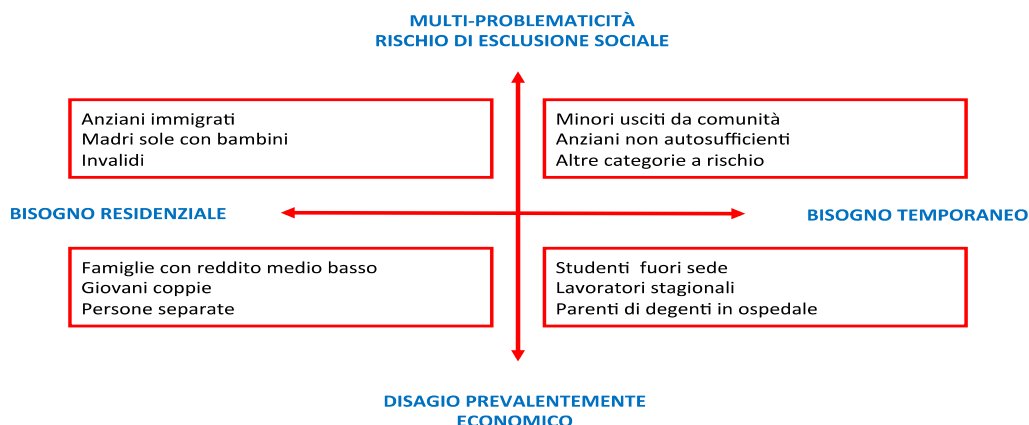 MULTI-PROBLEMATICITÀ
RISCHIO DI ESCLUSIONE SOCIALE
Anziani immigrati
Madri sole con bambini
Invalidi
Minori usciti da comunità
Anziani non autosufficienti
Altre categorie a rischio
BISOGNO RESIDENZIALE
BISOGNO TEMPORANEO
Famiglie con reddito medio basso
Giovani coppie
Persone separate
Studenti fuori sede
Lavoratori stagionali
Parenti di degenti in ospedale
DISAGIO PREVALENTEMENTE
ECONOMICO